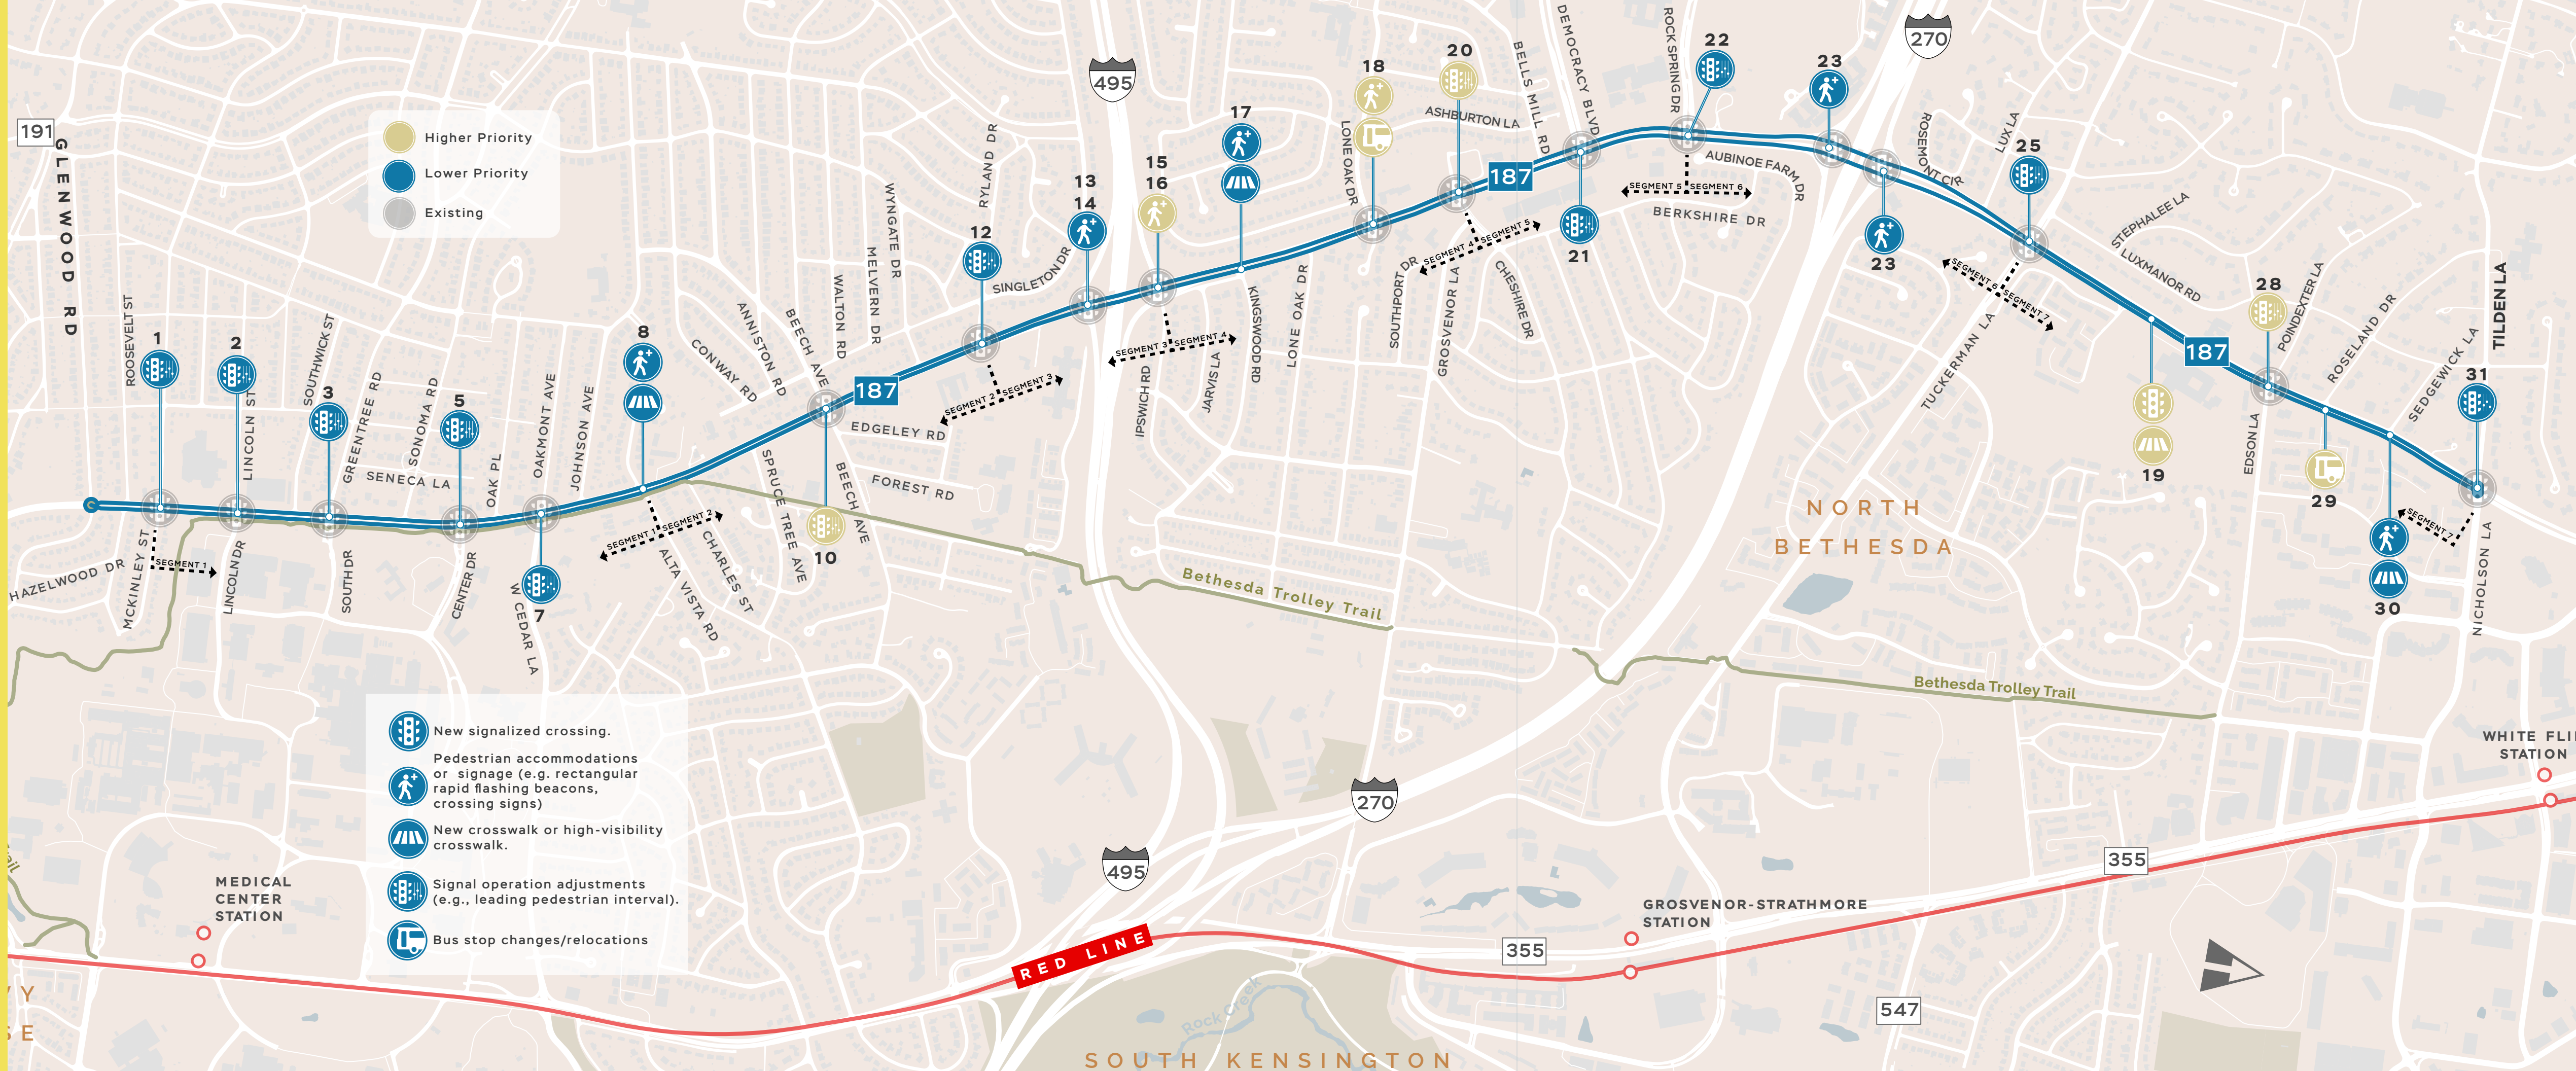 191
GLENWOOD RD
Higher Priority
Lower Priority
Existing
495
270
187
187
187
1
2
3
5
7
8
10
12
13
14
15
16
17
18
20
21
22
23
23
25
19
28
29
30
31
ROOSEVELT ST
LINCOLN ST
SOUTHWICK ST
GREENTREE RD
SENECA LA
SONOMA RD
OAK PL
OAKMONT AVE
JOHNSON AVE
CONWAY RD
ANNISTON RD
BEECH AVE
WALTON RD
MELVERN DR
WYNGATE DR
RYLAND DR
SINGLETON DR
LONE OAK DR
ASHBURTON LA
BELLS MILL RD
DEMOCRACY BLVD
ROCK SPRING DR
AUBINOE FARM DR
BERKSHIRE DR
ROSEMONT CIR
LUX LA
STEPHALEE LA
LUXMANOR RD
POINDEXTER LA
ROSELAND DR
SEDGEWICK LA
TILDEN LA
HAZELWOOD DR
MCKINLEY ST
LINCOLN DR
SOUTH DR
CENTER DR
W CEDAR LA
ALTA VISTA RD
CHARLES ST
SPRUCE TREE AVE
BEECH AVE
EDGELEY RD
FOREST RD
IPSWICH RD
JARVIS LA
KINGSWOOD RD
LONE OAK DR
SOUTHPORT DR
GROSVENOR LA
CHESHIRE DR
TUCKERMAN LA
EDSON LA
NICHOLSON LA
SEGMENT 1
SEGMENT 1
SEGMENT 2
SEGMENT 2
SEGMENT 3
SEGMENT 3
SEGMENT 4
SEGMENT 4
SEGMENT 5
SEGMENT 5
SEGMENT 6
SEGMENT 6
SEGMENT 7
SEGMENT 7
NORTH
BETHESDA
Bethesda Trolley Trail
Bethesda Trolley Trail
New signalized crossing.
Pedestrian accommodations
or signage (e.g. rectangular
rapid flashing beacons,
crossing signs)
New crosswalk or high-visibility
crosswalk.
Signal operation adjustments
(e.g., leading pedestrian interval).
Bus stop changes/relocations
MEDICAL
CENTER
STATION
WHITE FLI
STATION
GROSVENOR-STRATHMORE
STATION
270
495
355
355
547
RED LINE
Rock Creek
SOUTH KENSINGTON
Y
SE